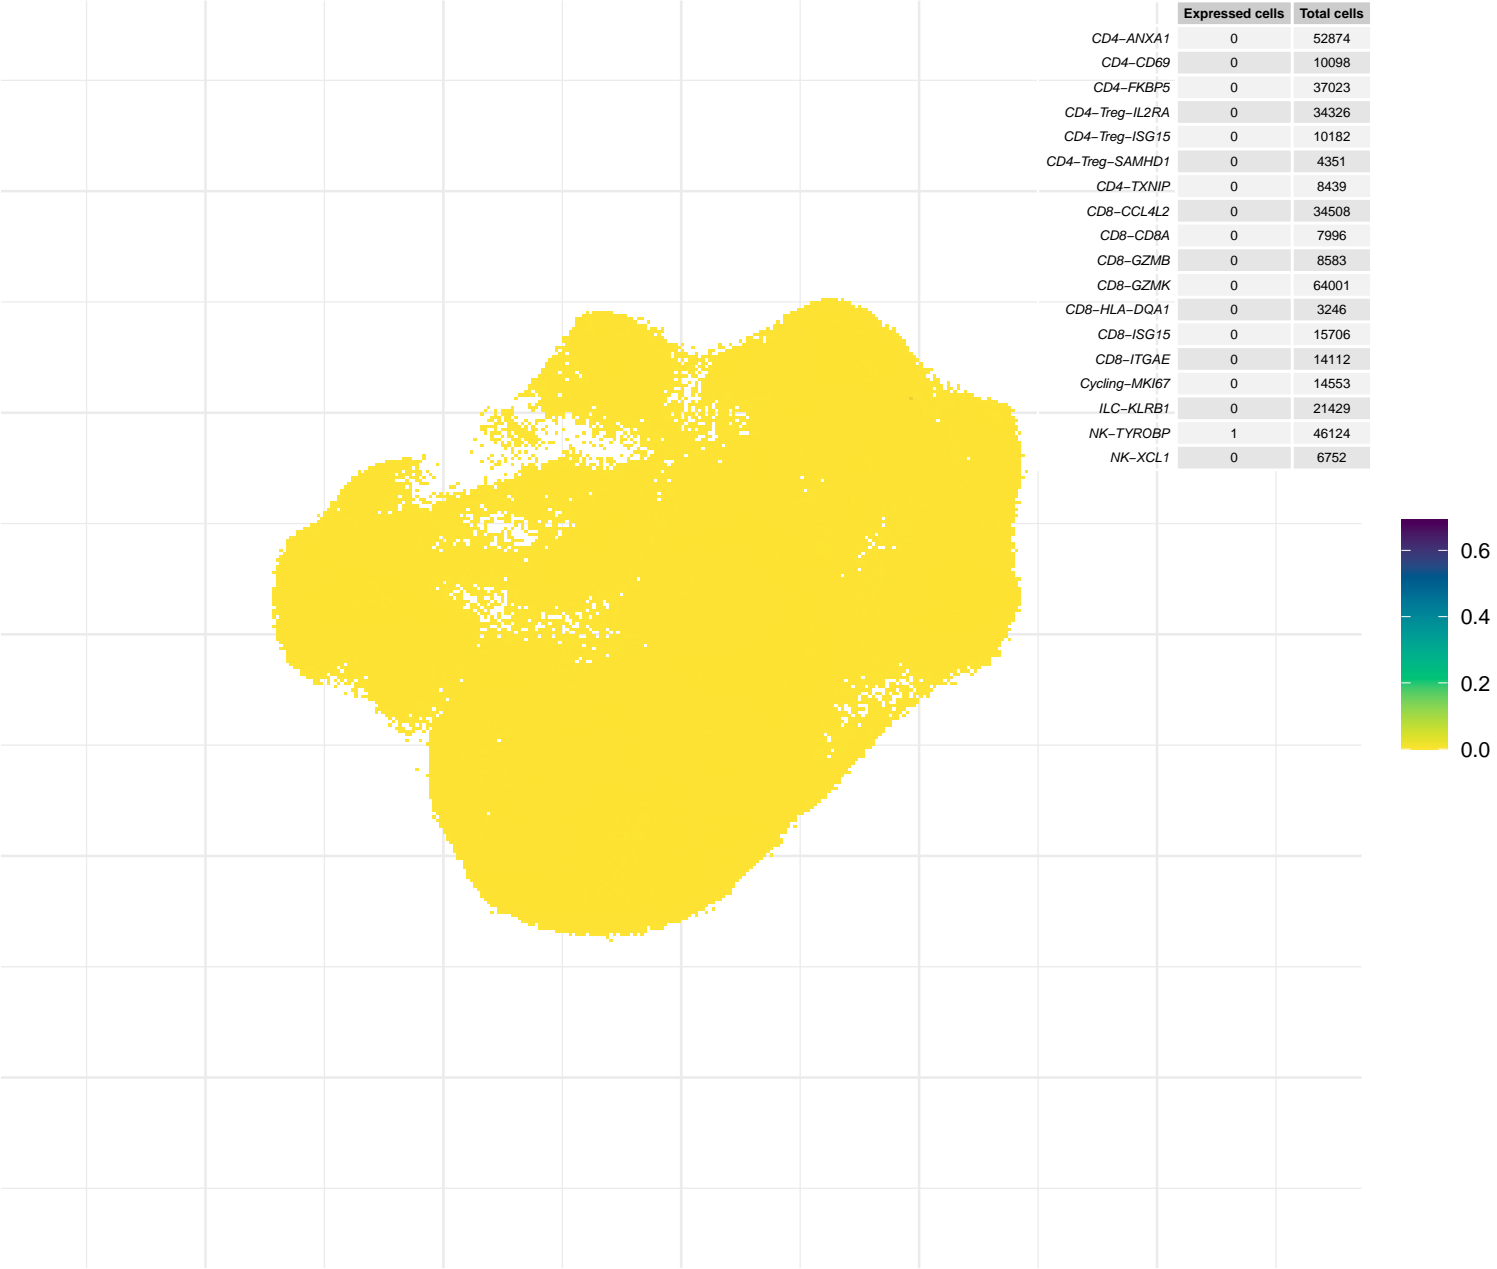 Expressed cells Total cells
CD4−ANXA1 0 52874
CD4−CD69 0 10098
CD4−FKBP5 0 37023
CD4−Treg−IL2RA 0 34326
CD4−Treg−ISG15 0 10182
CD4−Treg−SAMHD1 0 4351
CD4−TXNIP 0 8439
CD8−CCL4L2 0 34508
CD8−CD8A 0 7996
CD8−GZMB 0 8583
CD8−GZMK 0 64001
CD8−HLA−DQA1 0 3246
CD8−ISG15 0 15706
CD8−ITGAE 0 14112
Cycling−MKI67 0 14553
ILC−KLRB1 0 21429
NK−TYROBP 1 46124
NK−XCL1 0 6752
0.6
0.4
0.2
0.0